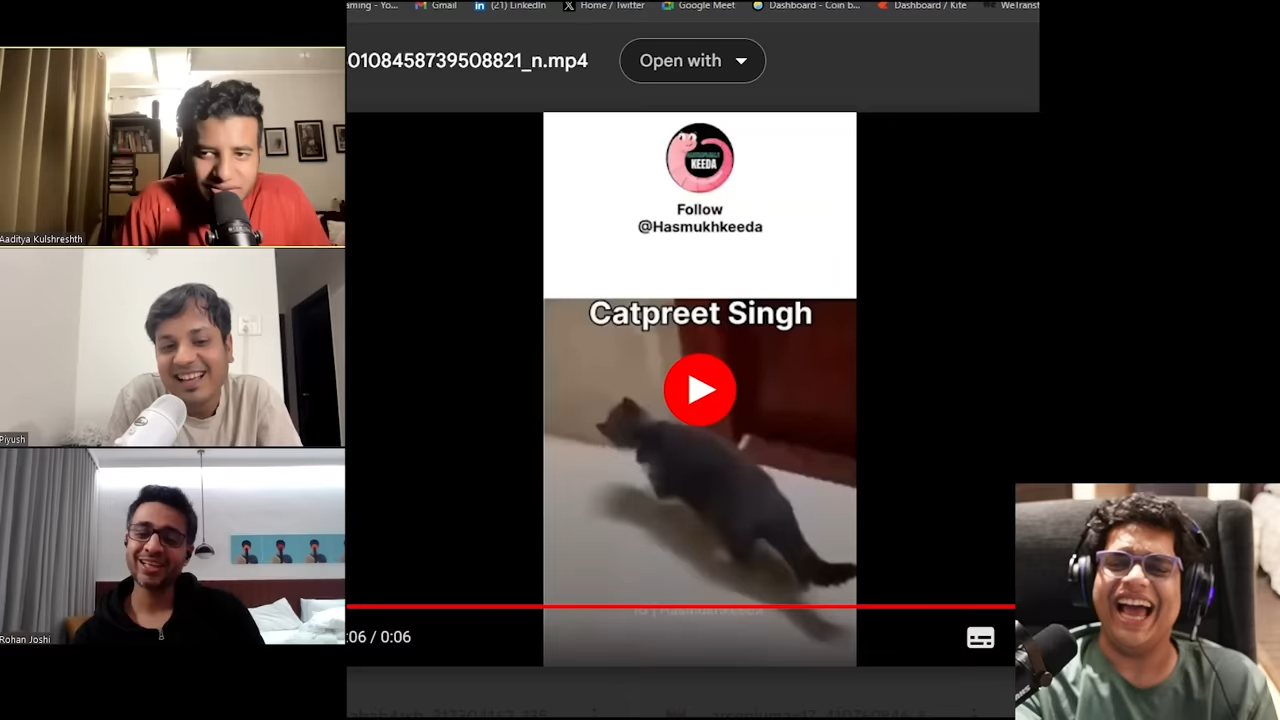 aming - Yo... Gmail (21) LinkedIn Home / Twitter Google Meet Dashboard - Coin b... Dashboard / Kite WeTransf
0108458739508821_n.mp4
Open with
KEEDA
Follow
@Hasmukhkeeda
Aaditya Kulshreshth
Catpreet Singh
Piyush
:06 / 0:06
Rohan Joshi